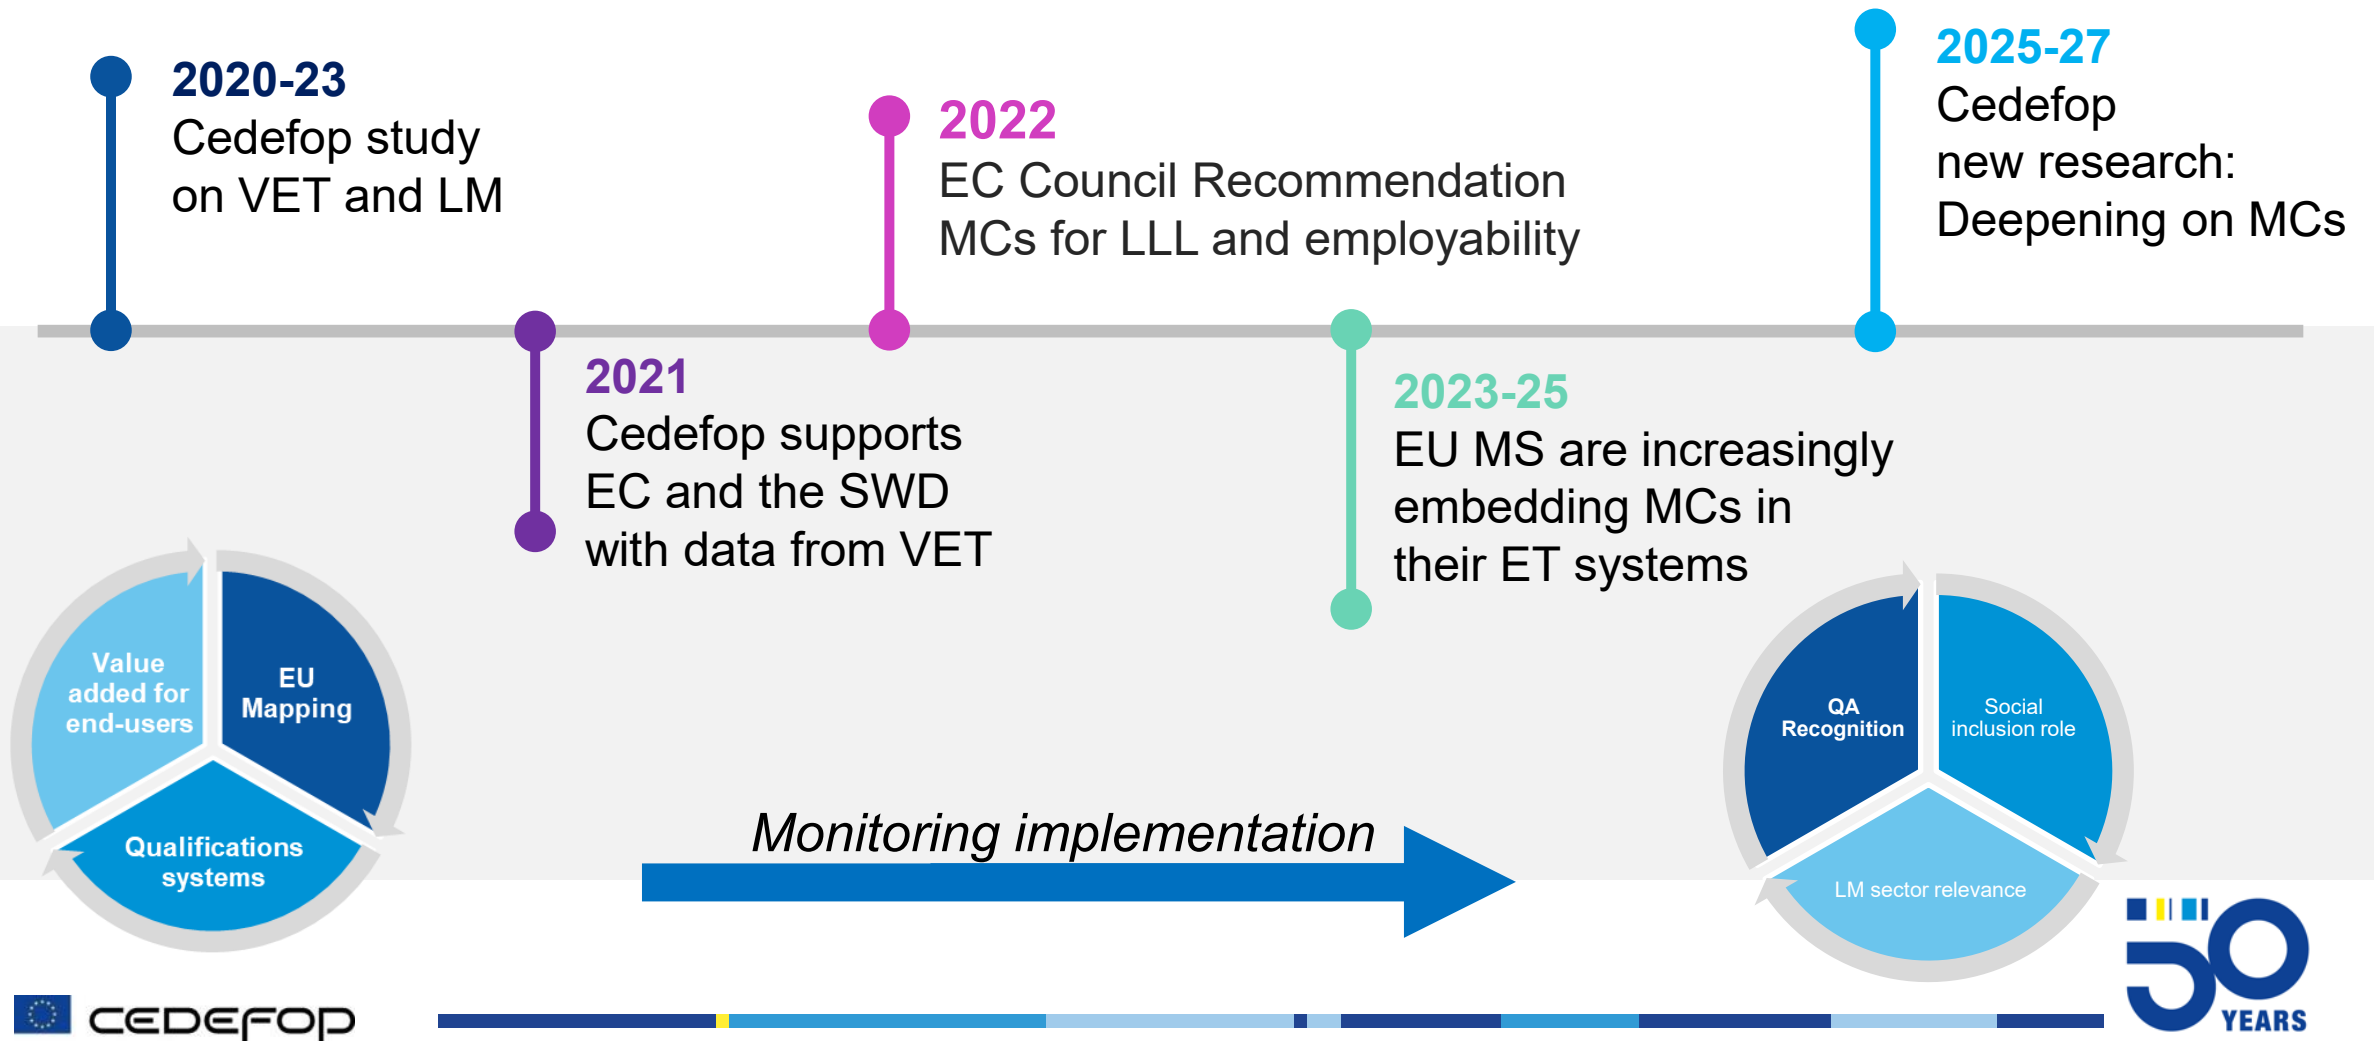 2020-23
Cedefop study
on VET and LM
2021
Cedefop supports
EC and the SWD
with data from VET
2022
EC Council Recommendation
MCs for LLL and employability
2023-25
EU MS are increasingly
embedding MCs in
their ET systems
2025-27
Cedefop
new research:
Deepening on MCs
Value
added for
end-users
EU
Mapping
Qualifications
systems
Monitoring implementation
QA
Recognition
Social
inclusion role
LM sector relevance
CEDEFOP
50
YEARS